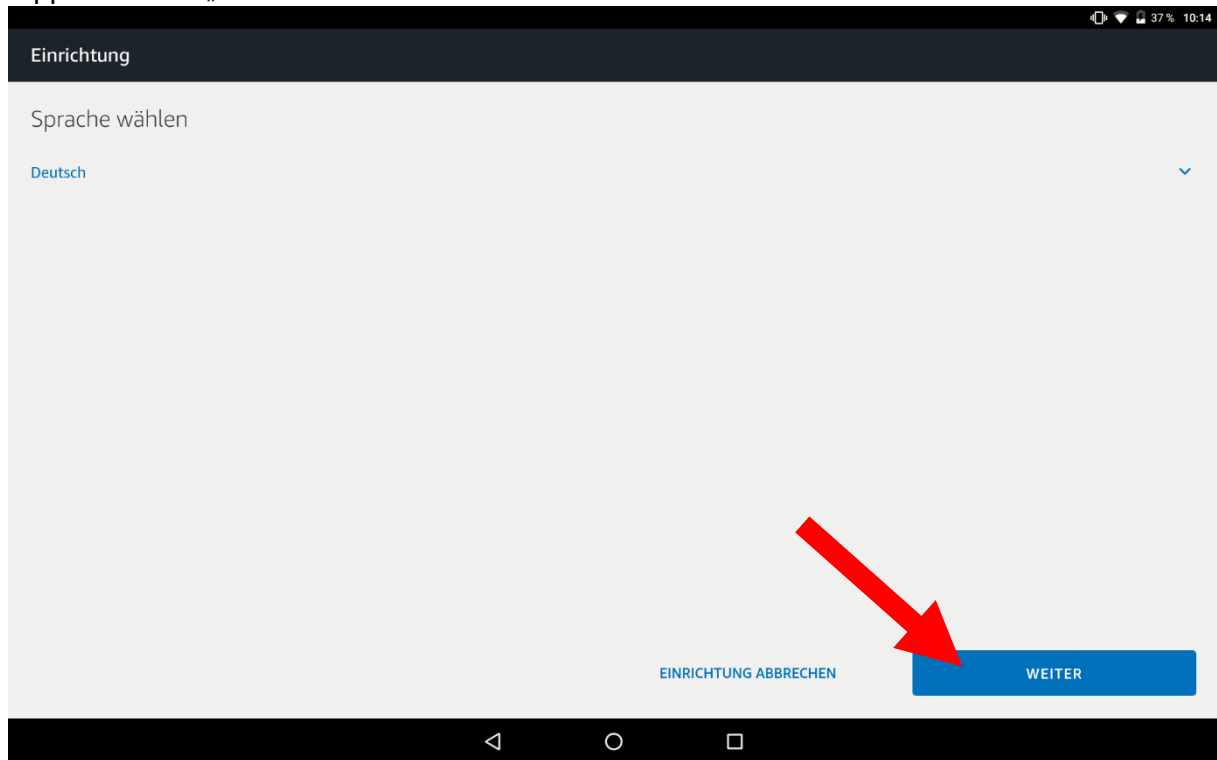 37 % 10:14
Einrichtung
Sprache wählen
Deutsch
EINRICHTUNG ABBRECHEN WEITER